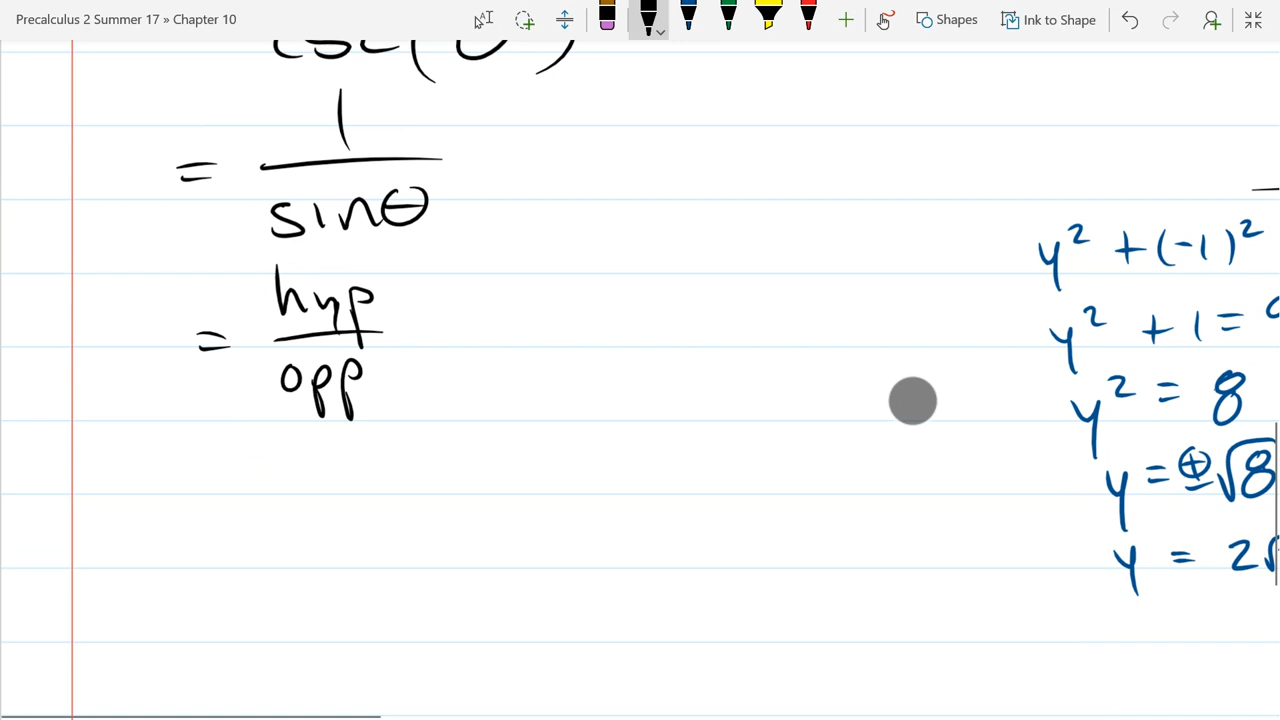 Precalculus 2 Summer 17 » Chapter 10
Shapes
Ink to Shape
csc(θ)
= 1
sinθ
= hyp
opp
y² + (-1)²
y² + 1 =
y² = 8
y = ±√8
y = 2√